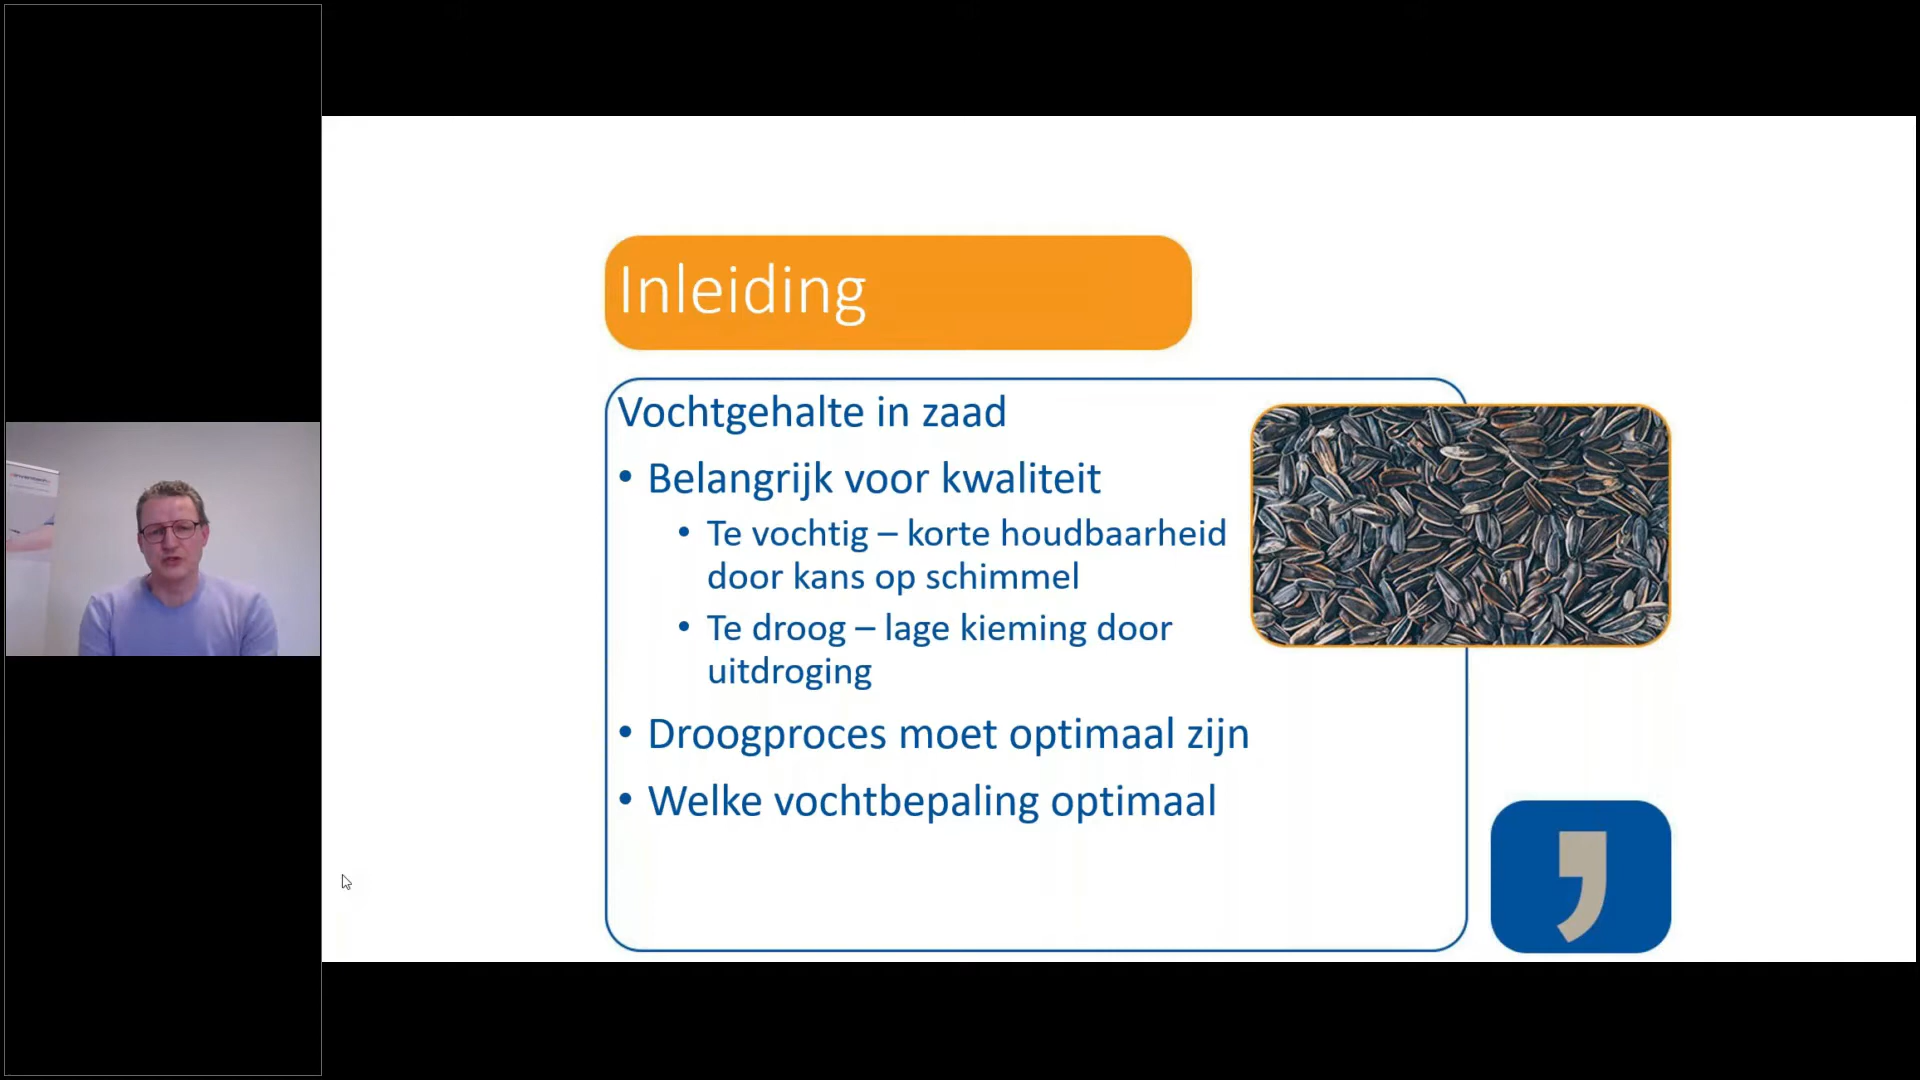 Inleiding
Vochtgehalte in zaad
• Belangrijk voor kwaliteit
• Te vochtig – korte houdbaarheid
door kans op schimmel
• Te droog – lage kieming door
uitdroging
• Droogproces moet optimaal zijn
• Welke vochtbepaling optimaal